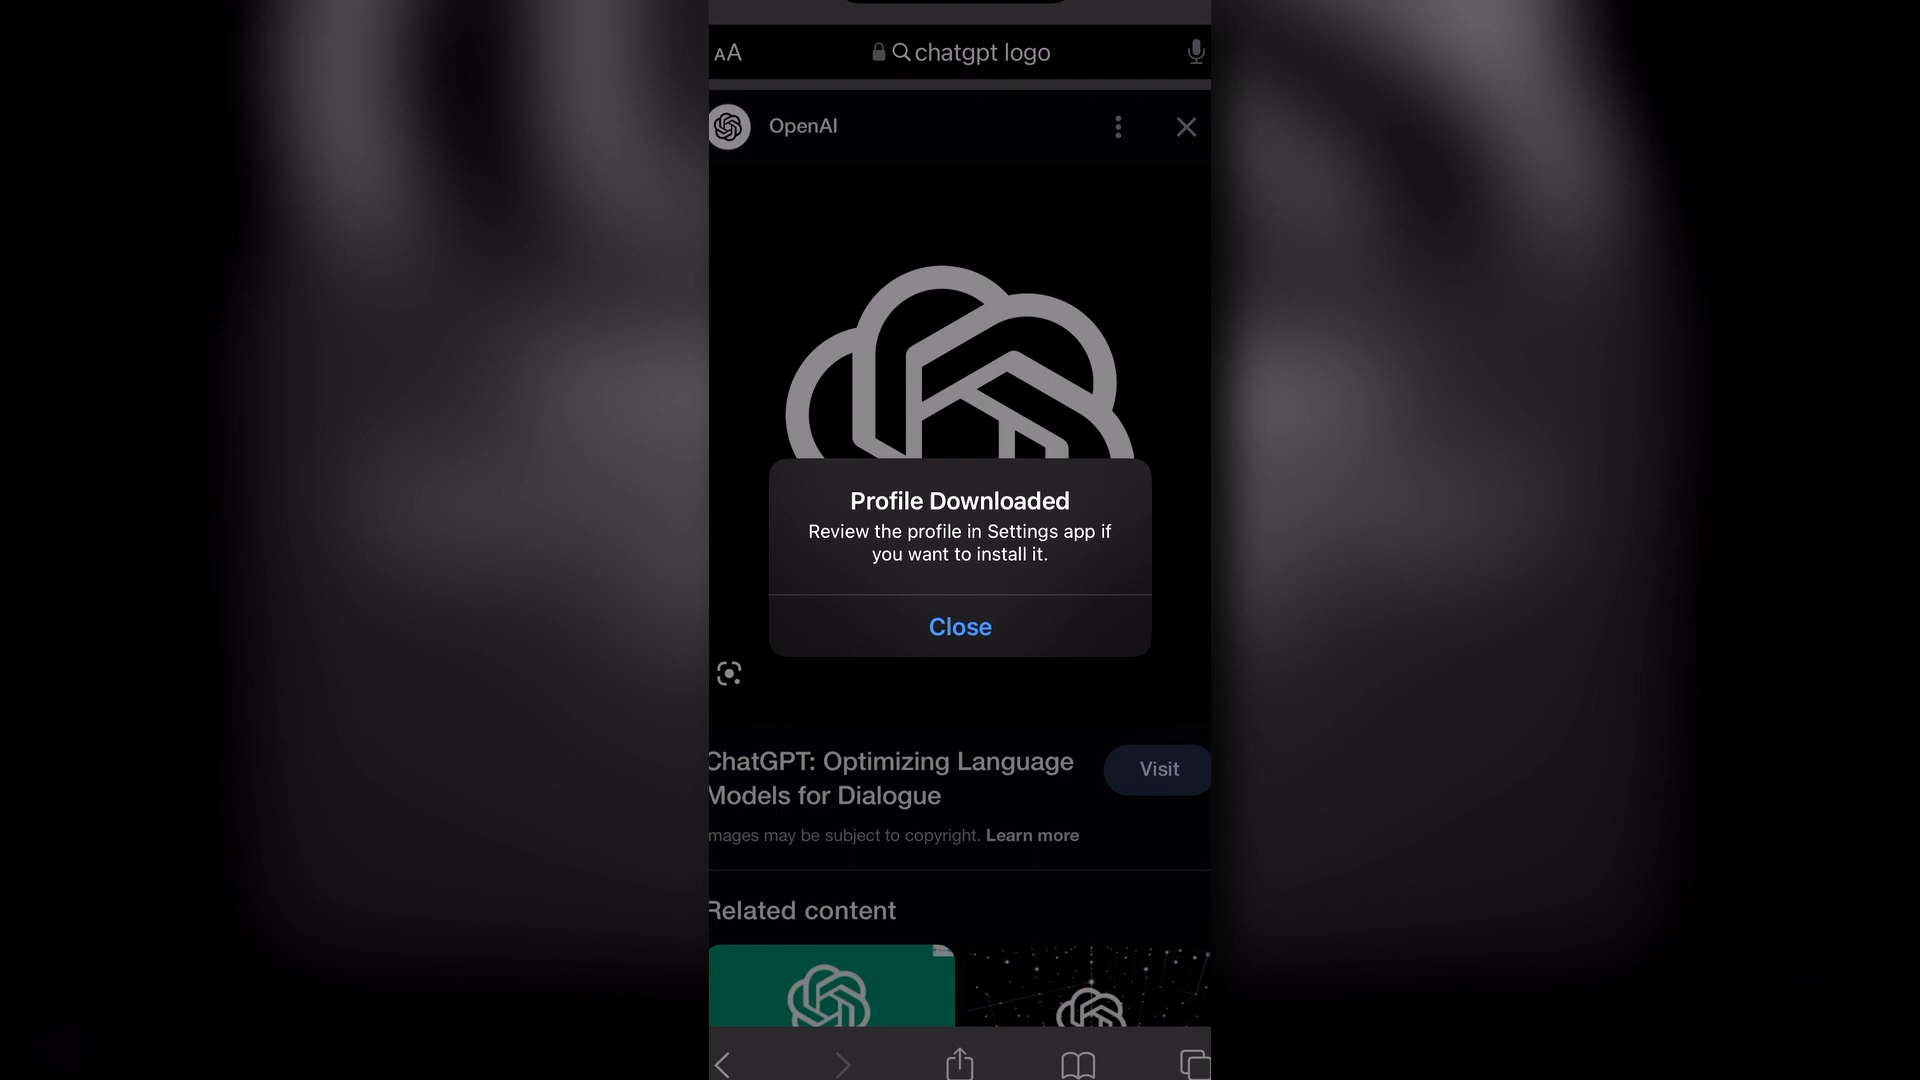 AA
chatgpt logo
OpenAI
Profile Downloaded
Review the profile in Settings app if
you want to install it.
Close
ChatGPT: Optimizing Language
Models for Dialogue
Visit
mages may be subject to copyright. Learn more
Related content